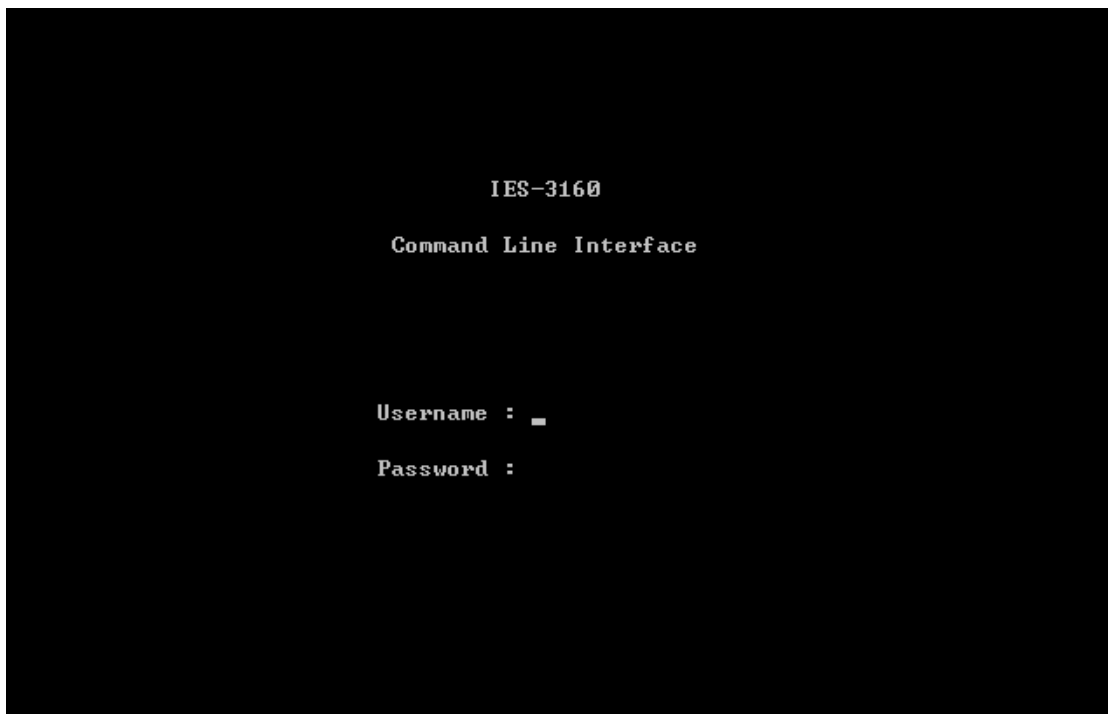 IES-3160
Command Line Interface
Username : _
Password :